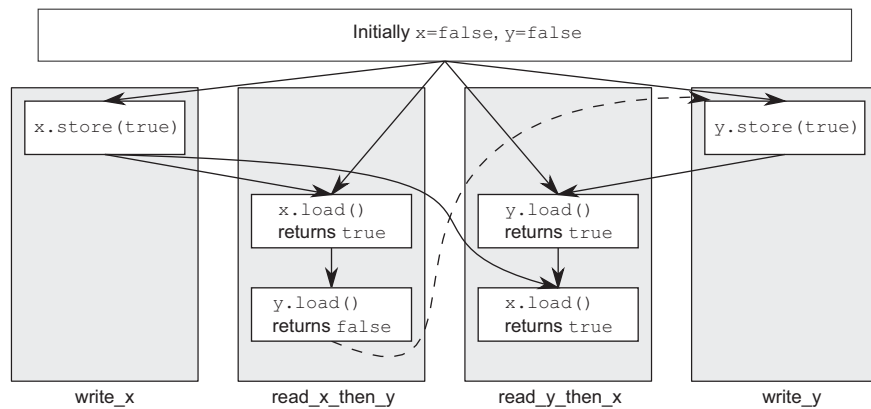 Initially x=false, y=false
x.store(true)
y.store(true)
x.load()
returns true
y.load()
returns true
y.load()
returns false
x.load()
returns true
write_x
read_x_then_y
read_y_then_x
write_y